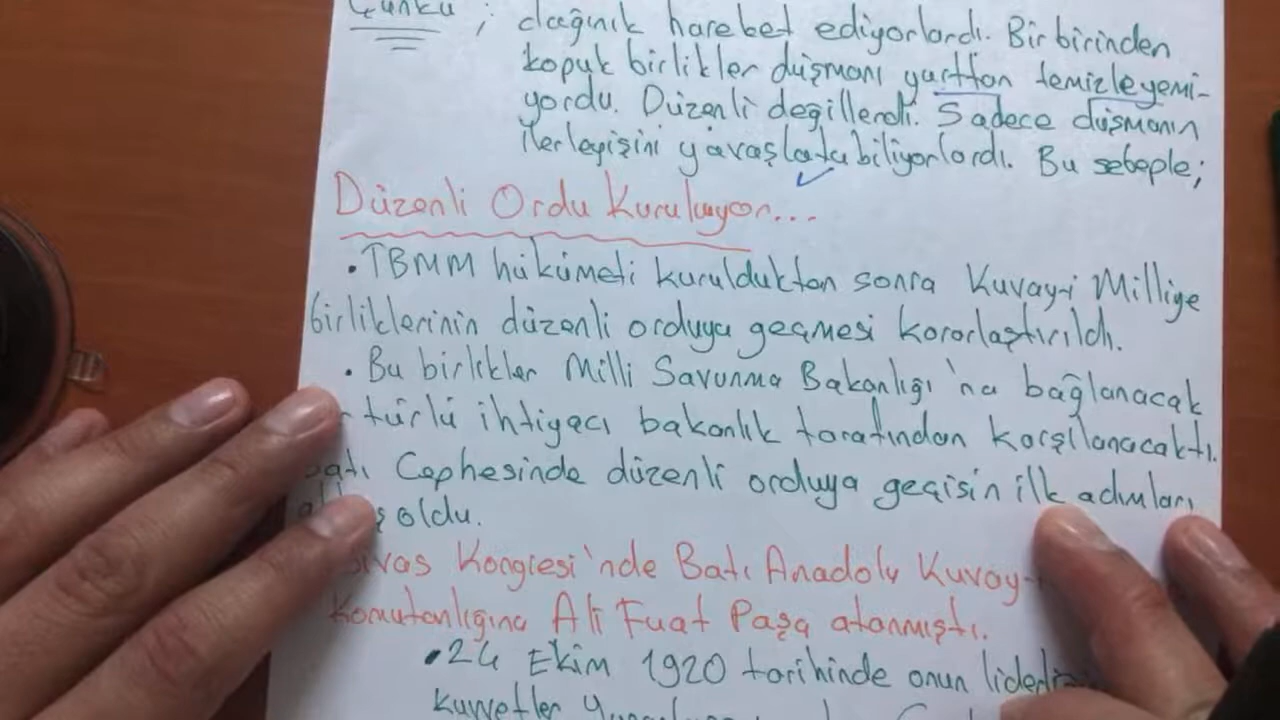 Çünkü ; dağınık hareket ediyorlardı. Birbirinden
kopuk birlikler düşmanı yurttan temizleyemi-
yordu. Düzenli değillerdi. Sadece düşmanın
ilerleyişini yavaşlatabiliyorlardı. Bu sebeple;
Düzenli Ordu Kuruluyor...
• TBMM hükümeti kurulduktan sonra Kuvay-i Milliye
birliklerinin düzenli orduya geçmesi kararlaştırıldı.
• Bu birlikler Milli Savunma Bakanlığı'na bağlanacak
türlü ihtiyacı bakanlık tarafından karşılanacaktı.
Cephesinde düzenli orduya geçişin ilk adımları
oldu.
Kongresi'nde Batı Anadolu
Komutanlığına Ali Fuat Paşa atanmıştı.
• 24 Ekim 1920 tarihinde onun
kuvvetler